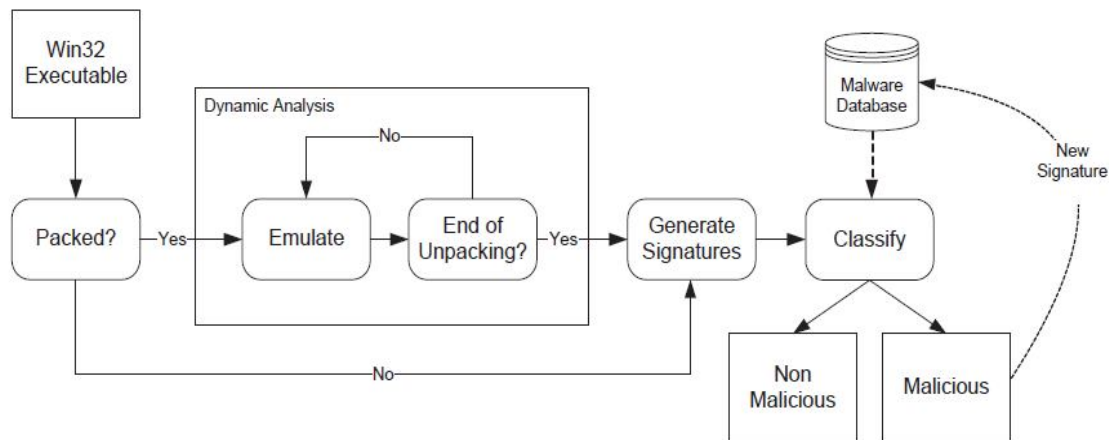 Win32
Executable
Dynamic Analysis
Malware
Database
No
New
Signature
Packed?
Yes
Emulate
End of
Unpacking?
Yes
Generate
Signatures
Classify
No
Non
Malicious
Malicious